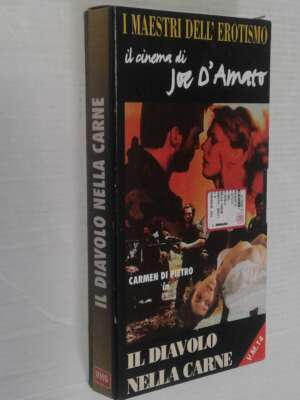 I MAESTRI DELL' EROTISMO
il cinema di
Joe D'Amato
CARMEN DI PIETRO
in
IL DIAVOLO
NELLA CARNE
V.M.14
IL DIAVOLO NELLA CARNE
VHS